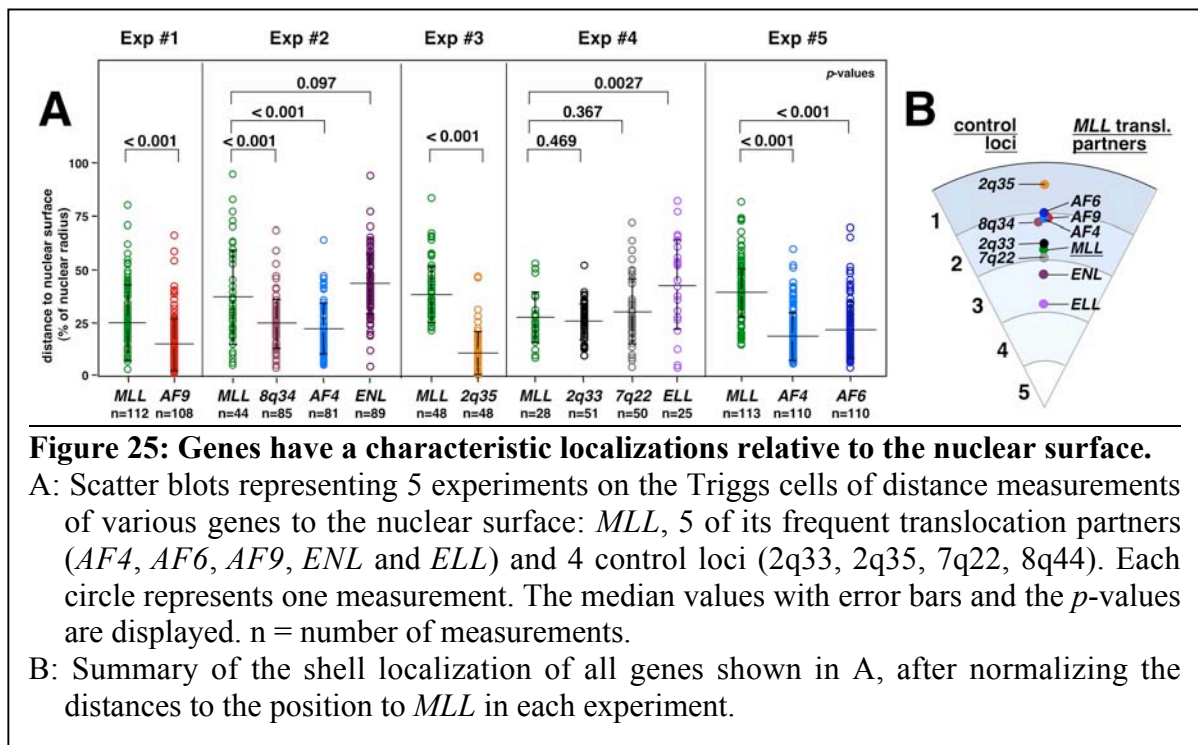 Exp #1 Exp #2 Exp #3 Exp #4 Exp #5
A
p-values
0.097
0.0027
< 0.001
0.367
< 0.001
< 0.001
< 0.001
< 0.001
0.469
< 0.001
distance to nuclear surface
(% of nuclear radius)
100
75
50
25
0
MLL AF9 MLL 8q34 AF4 ENL MLL 2q35 MLL 2q33 7q22 ELL MLL AF4 AF6
n=112 n=108 n=44 n=85 n=81 n=89 n=48 n=48 n=28 n=51 n=50 n=25 n=113 n=110 n=110
B
control
loci
MLL transl.
partners
2q35
AF6
1
8q34
AF9
AF4
2q33
MLL
2
7q22
ENL
3
ELL
4
5
Figure 25: Genes have a characteristic localizations relative to the nuclear surface.
A: Scatter blots representing 5 experiments on the Triggs cells of distance measurements
of various genes to the nuclear surface: MLL, 5 of its frequent translocation partners
(AF4, AF6, AF9, ENL and ELL) and 4 control loci (2q33, 2q35, 7q22, 8q44). Each
circle represents one measurement. The median values with error bars and the p-values
are displayed. n = number of measurements.
B: Summary of the shell localization of all genes shown in A, after normalizing the
distances to the position to MLL in each experiment.